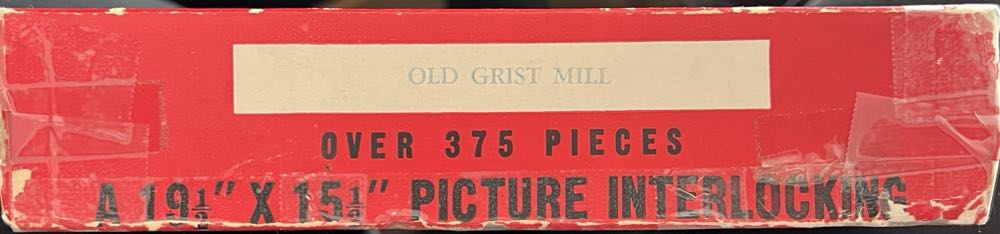 OLD GRIST MILL
OVER 375 PIECES
A 19½" X 15½" PICTURE INTERLOCKING